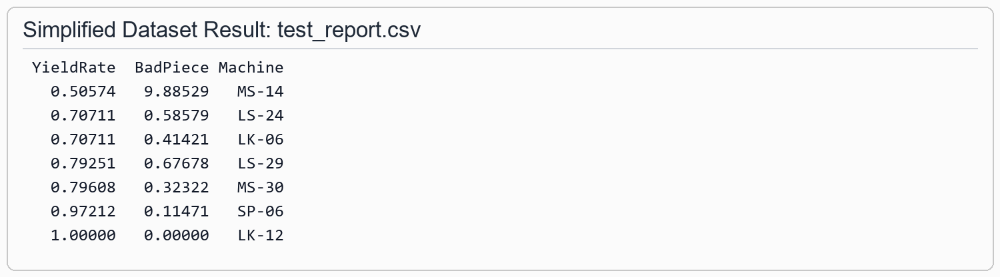 Simplified Dataset Result: test_report.csv
YieldRate BadPiece Machine
0.50574 9.88529 MS-14
0.70711 0.58579 LS-24
0.70711 0.41421 LK-06
0.79251 0.67678 LS-29
0.79608 0.32322 MS-30
0.97212 0.11471 SP-06
1.00000 0.00000 LK-12